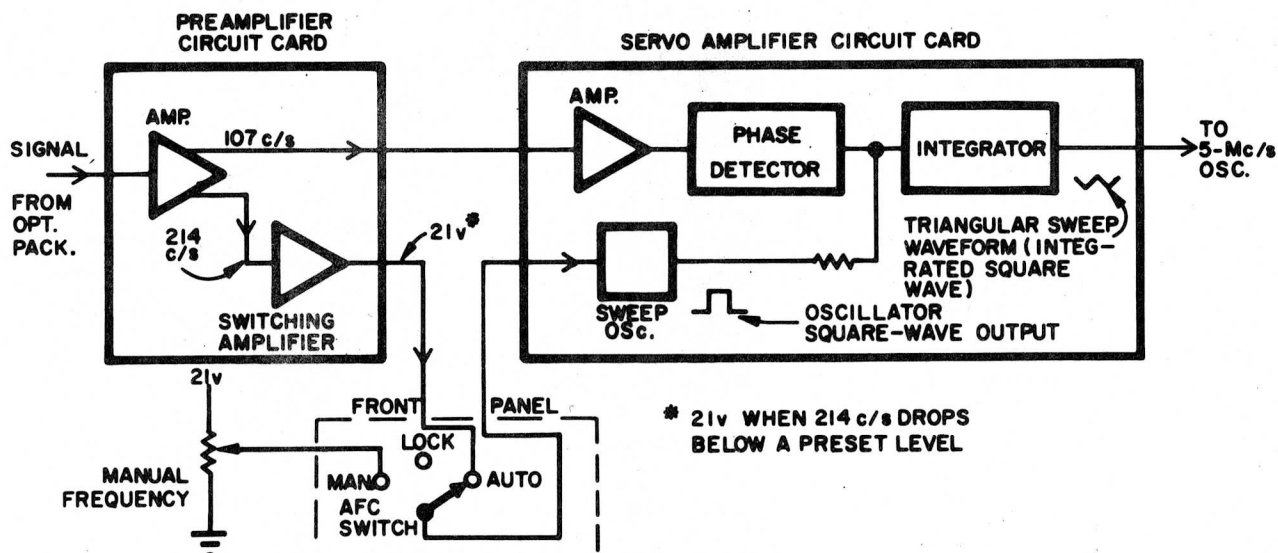 PREAMPLIFIER
CIRCUIT CARD
SERVO AMPLIFIER CIRCUIT CARD
AMP.
107 c/s
SIGNAL
FROM
OPT.
PACK.
214
c/s
21v*
SWITCHING
AMPLIFIER
AMP.
PHASE
DETECTOR
INTEGRATOR
TO
5-Mc/s
OSC.
TRIANGULAR SWEEP
WAVEFORM (INTEG-
RATED SQUARE
WAVE)
SWEEP
OSc.
OSCILLATOR
SQUARE-WAVE OUTPUT
21v
MANUAL
FREQUENCY
FRONT PANEL
LOCK
MAN
AUTO
AFC
SWITCH
* 21v WHEN 214 c/s DROPS
BELOW A PRESET LEVEL